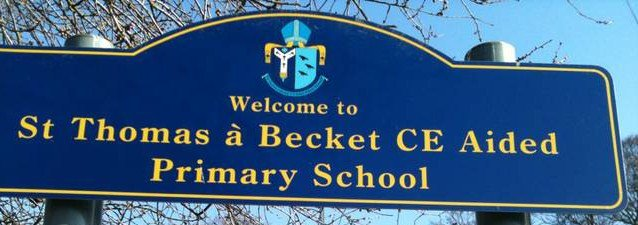 Welcome to
St Thomas à Becket CE Aided
Primary School